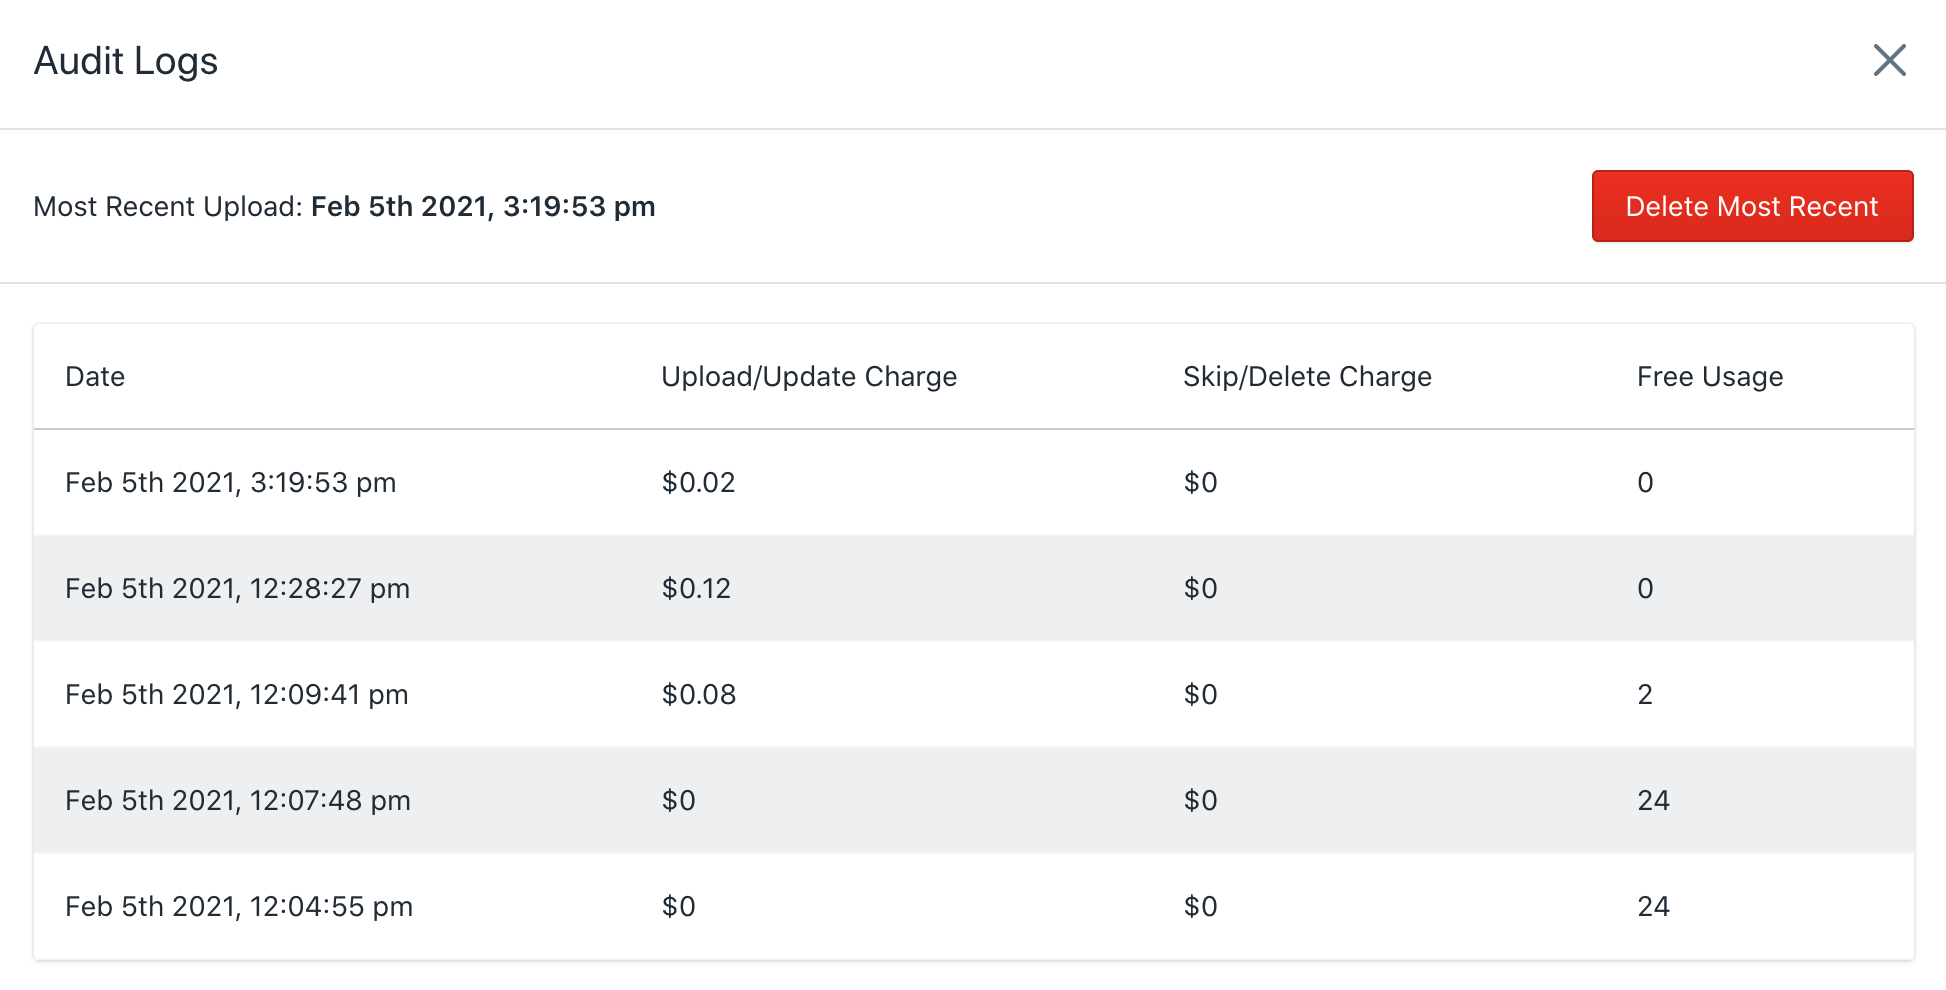 Audit Logs
Most Recent Upload: Feb 5th 2021, 3:19:53 pm
Delete Most Recent
Date Upload/Update Charge Skip/Delete Charge Free Usage
Feb 5th 2021, 3:19:53 pm $0.02 $0 0
Feb 5th 2021, 12:28:27 pm $0.12 $0 0
Feb 5th 2021, 12:09:41 pm $0.08 $0 2
Feb 5th 2021, 12:07:48 pm $0 $0 24
Feb 5th 2021, 12:04:55 pm $0 $0 24